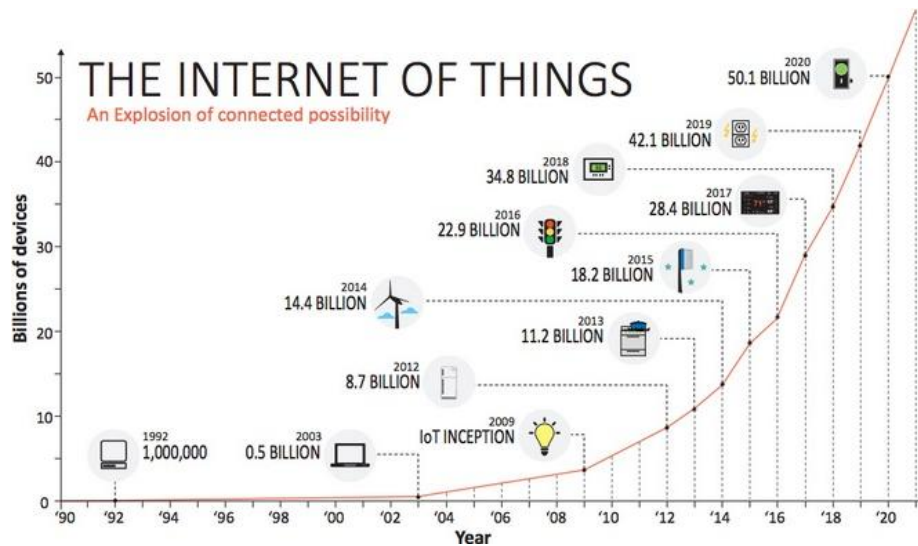 THE INTERNET OF THINGS
An Explosion of connected possibility
Billions of devices
50
40
30
20
10
0
1992
1,000,000
2003
0.5 BILLION
2009
IoT INCEPTION
2012
8.7 BILLION
2013
11.2 BILLION
2014
14.4 BILLION
2015
18.2 BILLION
2016
22.9 BILLION
2017
28.4 BILLION
71°
2018
34.8 BILLION
2019
42.1 BILLION
2020
50.1 BILLION
'90 '92 '94 '96 '98 '00 '02 '04 '06 '08 '10 '12 '14 '16 '18 '20
Year